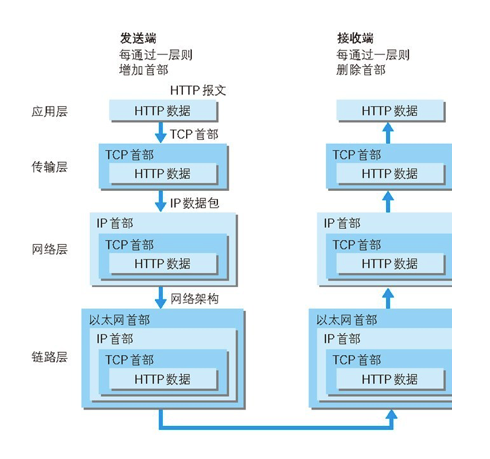 发送端
每通过一层则
增加首部
接收端
每通过一层则
删除首部
HTTP 报文
应用层
HTTP 数据
HTTP 数据
TCP 首部
传输层
TCP 首部
HTTP 数据
TCP 首部
HTTP 数据
IP 数据包
网络层
IP 首部
TCP 首部
HTTP 数据
IP 首部
TCP 首部
HTTP 数据
网络架构
链路层
以太网首部
IP 首部
TCP 首部
HTTP 数据
以太网首部
IP 首部
TCP 首部
HTTP 数据